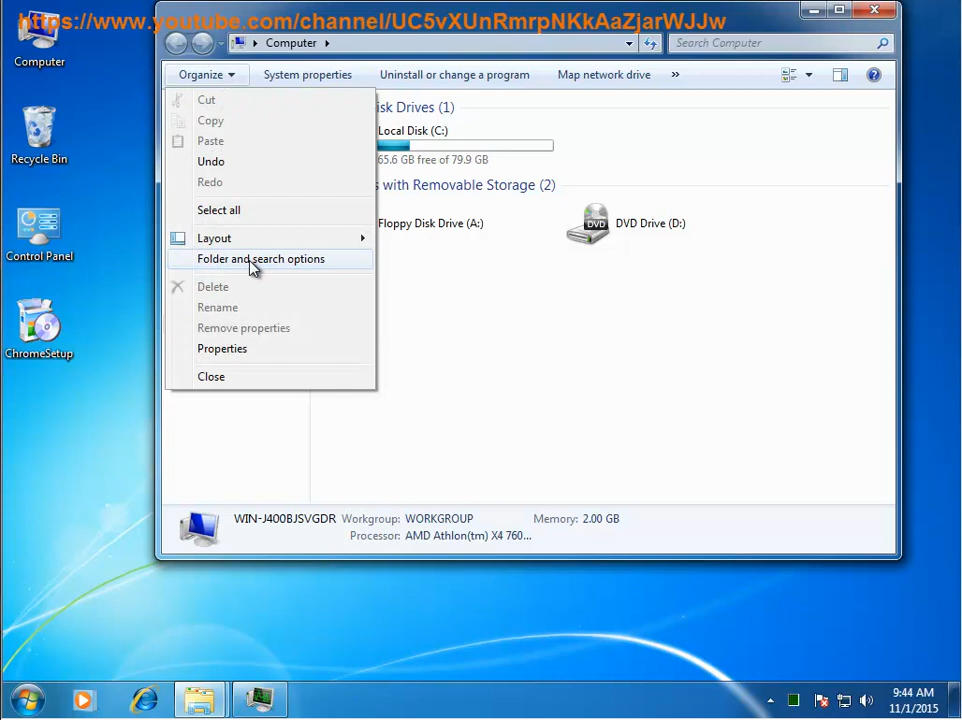 https://www.youtube.com/channel/UC5vXUnRmrpNKkAaZjarWJJw
Computer
Computer
Search Computer
Organize
System properties
Uninstall or change a program
Map network drive
»
Cut
Copy
Paste
Undo
Redo
Select all
Layout
Folder and search options
Delete
Rename
Remove properties
Properties
Close
isk Drives (1)
Local Disk (C:)
65.6 GB free of 79.9 GB
s with Removable Storage (2)
Floppy Disk Drive (A:)
DVD
DVD Drive (D:)
Recycle Bin
Control Panel
ChromeSetup
WIN-J400BJSVGDR Workgroup: WORKGROUP Memory: 2.00 GB
Processor: AMD Athlon(tm) X4 760...
9:44 AM
11/1/2015